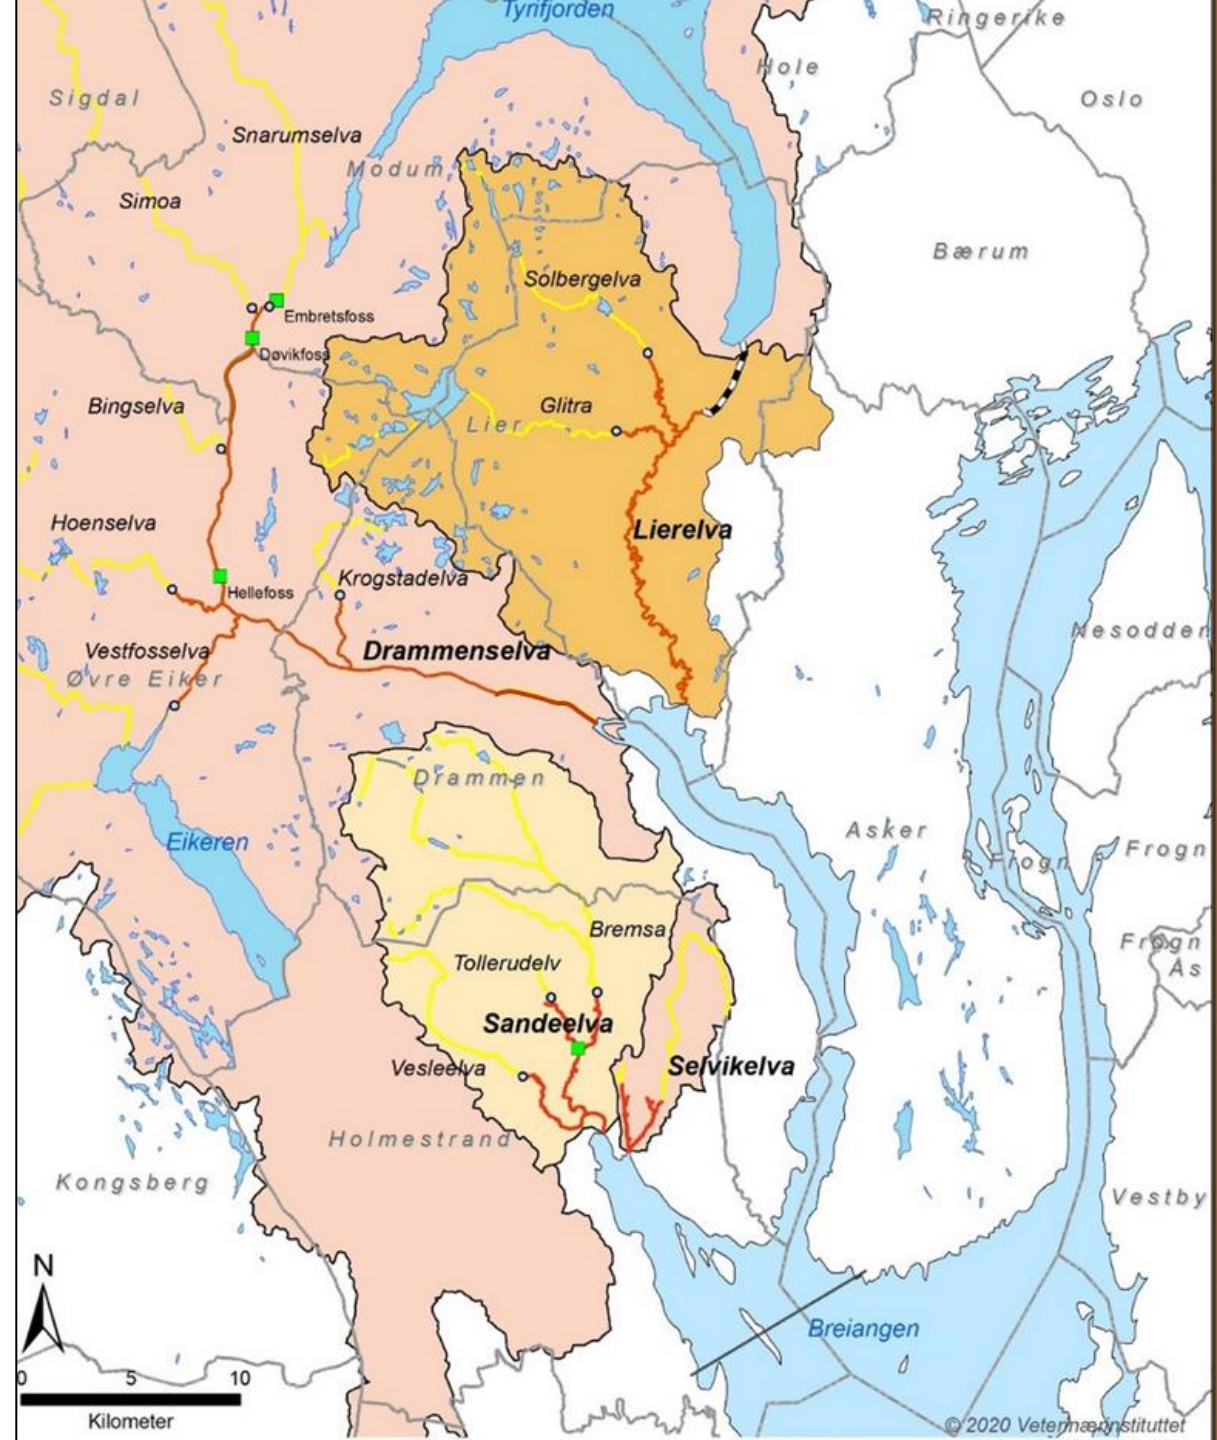 Tyrifjorden
Ringerike
Hole
Sigdal
Oslo
Snarumselva
Modum
Simoa
Bærum
Solbergelva
Embretsfoss
Døvikfoss
Bingselva
Glitra
Lier
Hoenselva
Lierelva
Krogstadelva
Hellefoss
Nesodden
Vestfosselva
Drammenselva
Øvre Eiker
Drammen
Asker
Eikeren
Frogn
Frogn
Bremsa
Frogn
Ås
Tollerudelv
Sandeelva
Vesleelva
Selvikelva
Holmestrand
Kongsberg
Vestby
N
Breiangen
0 5 10
Kilometer
© 2020 Veterinærinstituttet